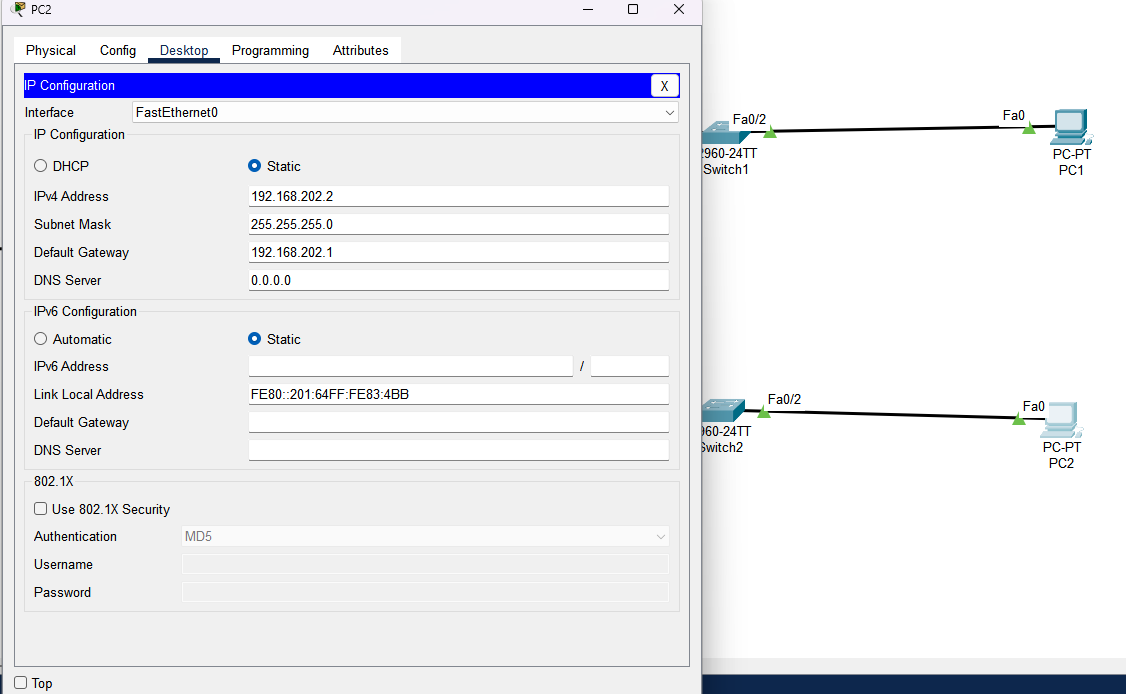 PC2
Physical Config Desktop Programming Attributes
IP Configuration X
Interface FastEthernet0
IP Configuration
DHCP Static
IPv4 Address 192.168.202.2
Subnet Mask 255.255.255.0
Default Gateway 192.168.202.1
DNS Server 0.0.0.0
IPv6 Configuration
Automatic Static
IPv6 Address /
Link Local Address FE80::201:64FF:FE83:4BB
Default Gateway
DNS Server
802.1X
Use 802.1X Security
Authentication MD5
Username
Password
Top
Fa0/2 Fa0
2960-24TT PC-PT
Switch1 PC1
Fa0/2 Fa0
960-24TT PC-PT
Switch2 PC2